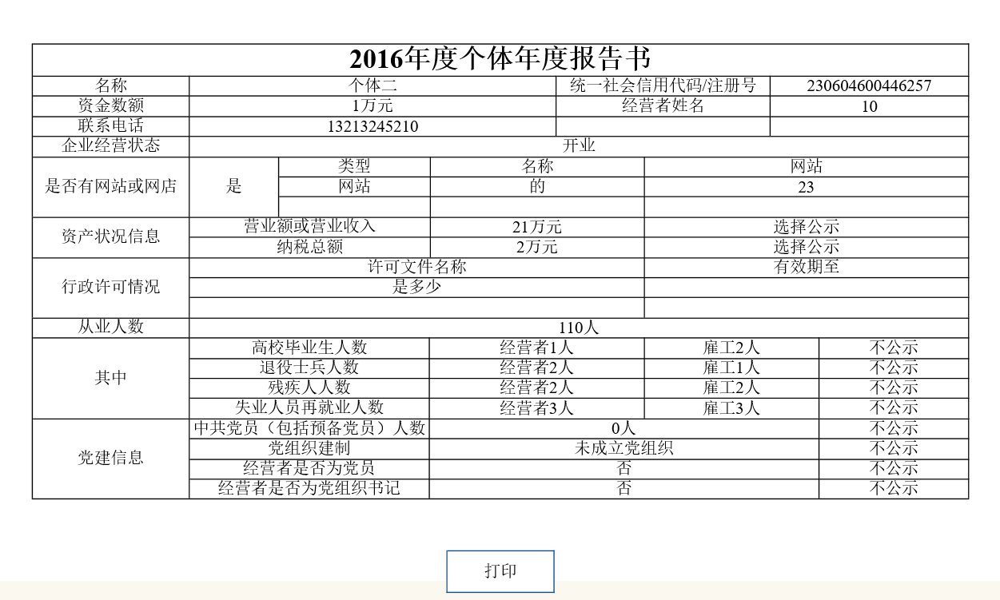 2016年度个体年度报告书
名称 个体二 统一社会信用代码/注册号 230604600446257
资金数额 1万元 经营者姓名 10
联系电话 13213245210
企业经营状态 开业
是否有网站或网店 是 类型 名称 网站
网站 的 23
资产状况信息 营业额或营业收入 21万元 选择公示
纳税总额 2万元 选择公示
行政许可情况 许可文件名称 有效期至
是多少
从业人数 110人
其中 高校毕业生人数 经营者1人 雇工2人 不公示
退役士兵人数 经营者2人 雇工1人 不公示
残疾人人数 经营者2人 雇工2人 不公示
失业人员再就业人数 经营者3人 雇工3人 不公示
党建信息 中共党员（包括预备党员）人数 0人 不公示
党组织建制 未成立党组织 不公示
经营者是否为党员 否 不公示
经营者是否为党组织书记 否 不公示
打印